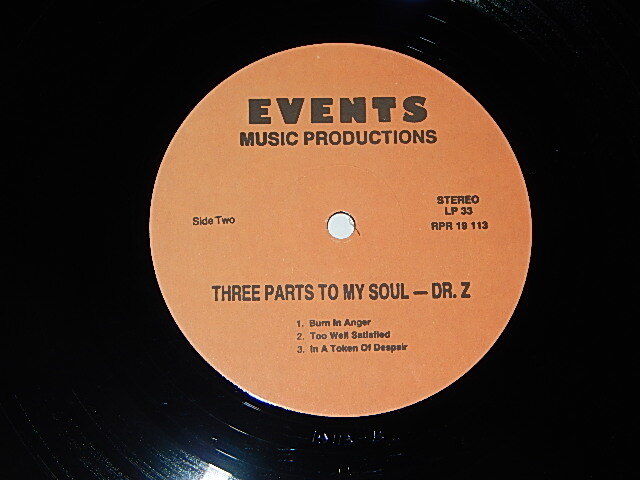 EVENTS
MUSIC PRODUCTIONS
Side Two
STEREO
LP 33
RPR 19 113
THREE PARTS TO MY SOUL — DR. Z
1. Burn In Anger
2. Too Well Satisfied
3. In A Token Of Despair